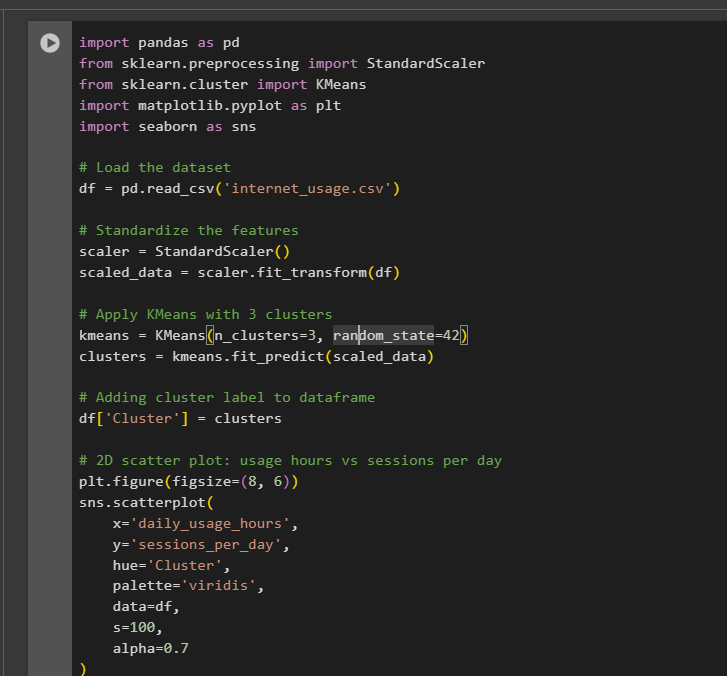 import pandas as pd
from sklearn.preprocessing import StandardScaler
from sklearn.cluster import KMeans
import matplotlib.pyplot as plt
import seaborn as sns

# Load the dataset
df = pd.read_csv('internet_usage.csv')

# Standardize the features
scaler = StandardScaler()
scaled_data = scaler.fit_transform(df)

# Apply KMeans with 3 clusters
kmeans = KMeans(n_clusters=3, random_state=42)
clusters = kmeans.fit_predict(scaled_data)

# Adding cluster label to dataframe
df['Cluster'] = clusters

# 2D scatter plot: usage hours vs sessions per day
plt.figure(figsize=(8, 6))
sns.scatterplot(
    x='daily_usage_hours',
    y='sessions_per_day',
    hue='Cluster',
    palette='viridis',
    data=df,
    s=100,
    alpha=0.7
)